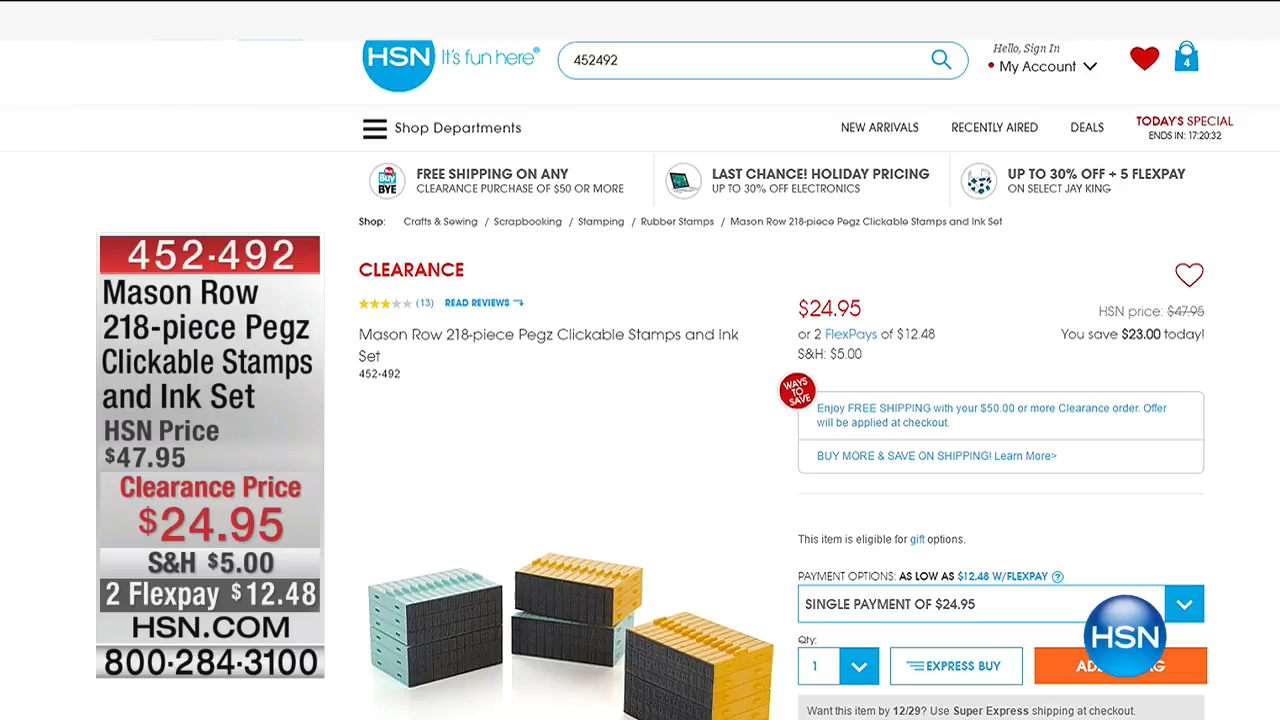 HSN It's fun here®
452492
Hello, Sign In
My Account
4
Shop Departments
NEW ARRIVALS
RECENTLY AIRED
DEALS
TODAY'S SPECIAL
ENDS IN: 17:20:32
Buy BYE
FREE SHIPPING ON ANY
CLEARANCE PURCHASE OF $50 OR MORE
LAST CHANCE! HOLIDAY PRICING
UP TO 30% OFF ELECTRONICS
UP TO 30% OFF + 5 FLEXPAY
ON SELECT JAY KING
Shop: Crafts & Sewing / Scrapbooking / Stamping / Rubber Stamps / Mason Row 218-piece Pegz Clickable Stamps and Ink Set
452·492
Mason Row
218-piece Pegz
Clickable Stamps
and Ink Set
HSN Price
$47.95
Clearance Price
$24.95
S&H $5.00
2 Flexpay $12.48
HSN.COM
800·284·3100
CLEARANCE
(13) READ REVIEWS
Mason Row 218-piece Pegz Clickable Stamps and Ink
Set
452-492
$24.95
HSN price: $47.95
or 2 FlexPays of $12.48
You save $23.00 today!
S&H: $5.00
WAYS
TO
SAVE
Enjoy FREE SHIPPING with your $50.00 or more Clearance order. Offer
will be applied at checkout.
BUY MORE & SAVE ON SHIPPING! Learn More>
This item is eligible for gift options.
PAYMENT OPTIONS: AS LOW AS $12.48 W/FLEXPAY ?
SINGLE PAYMENT OF $24.95
Qty:
1
EXPRESS BUY
HSN
Want this item by 12/29? Use Super Express shipping at checkout.